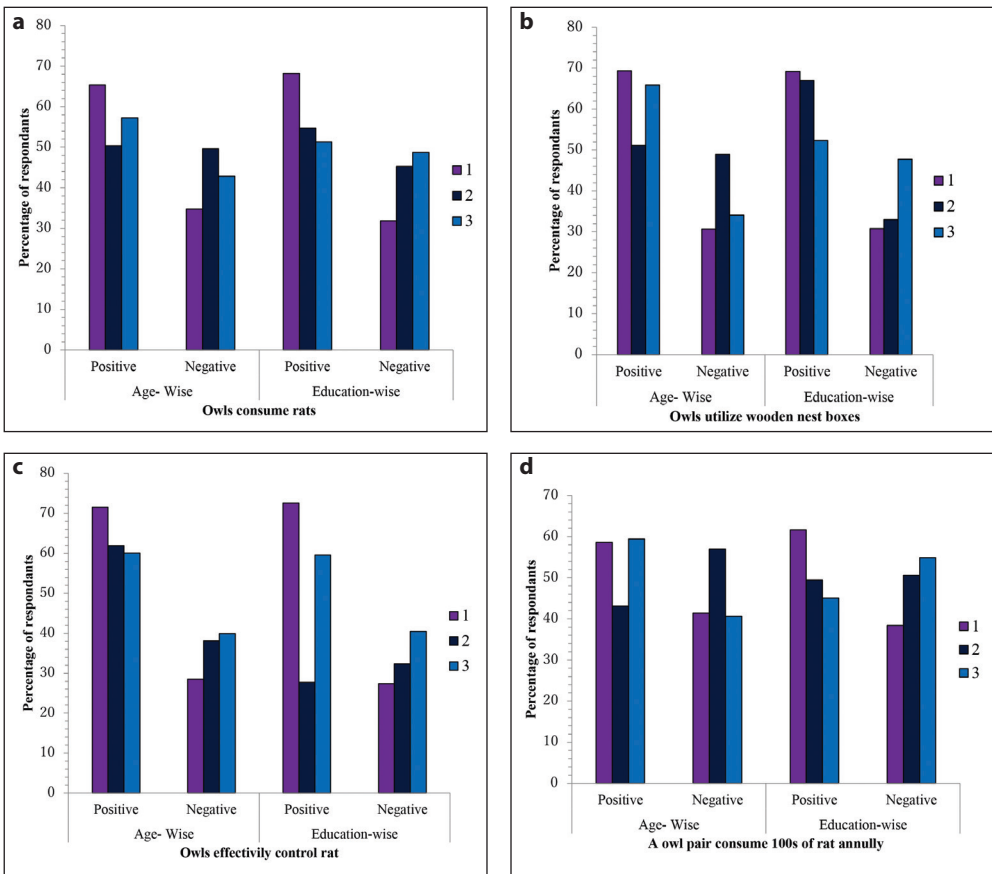 a
80
70
60
50
40
30
20
10
0
Percentage of respondants
1
2
3
Positive Negative Positive Negative
Age- Wise Education-wise
Owls consume rats
b
80
70
60
50
40
30
20
10
0
Percentage of respondants
1
2
3
Positive Negative Positive Negative
Age- Wise Education-wise
Owls utilize wooden nest boxes
c
80
70
60
50
40
30
20
10
0
Percentage of respondants
1
2
3
Positive Negative Positive Negative
Age- Wise Education-wise
Owls effectivily control rat
d
70
60
50
40
30
20
10
0
Percentage of respondants
1
2
3
Positive Negative Positive Negative
Age- Wise Education-wise
A owl pair consume 100s of rat annully